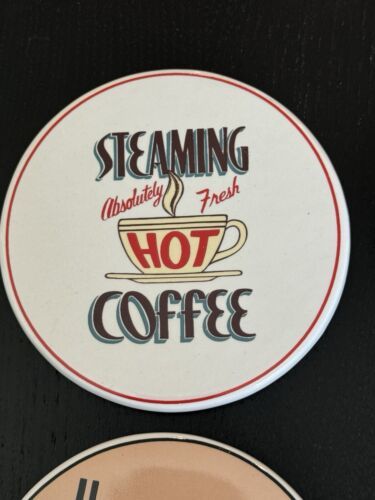 STEAMING
Absolutely Fresh
HOT
COFFEE